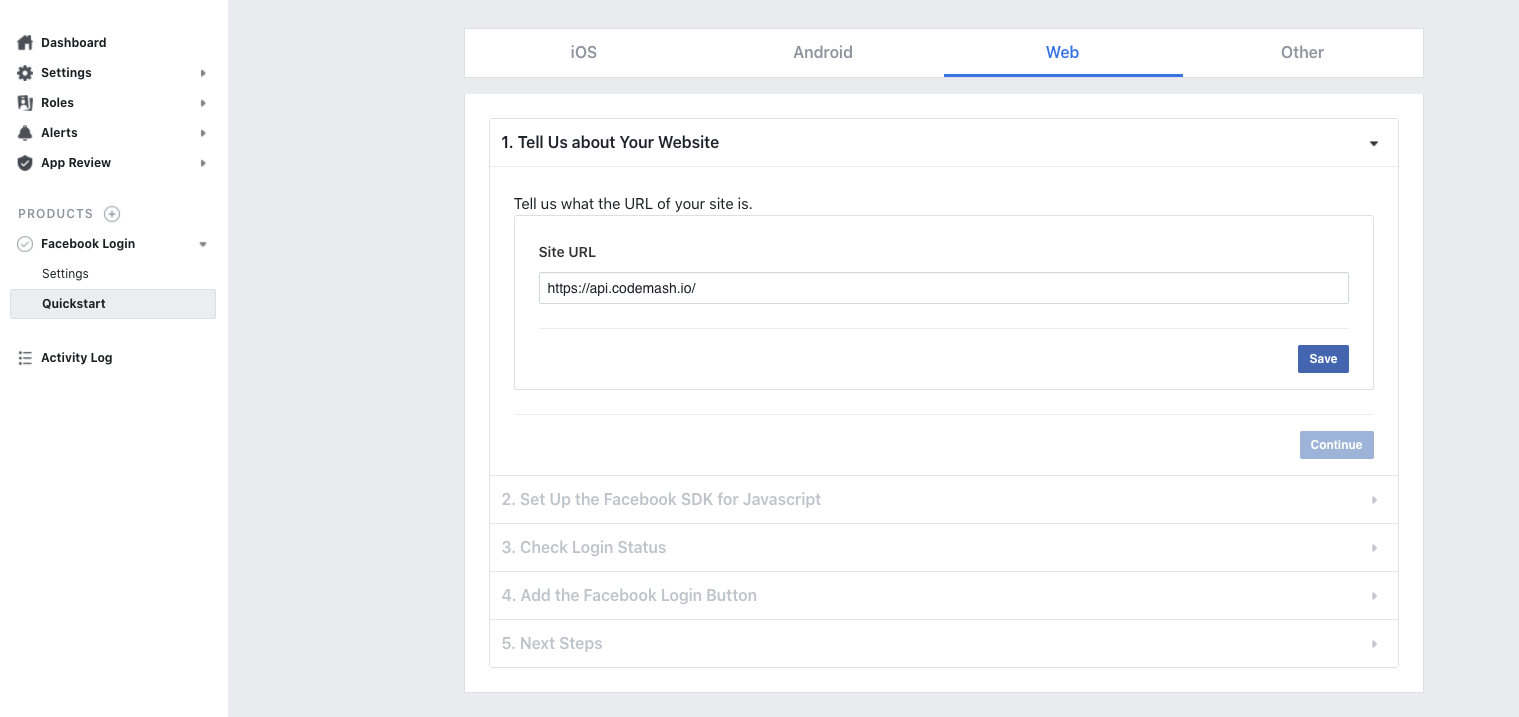 Dashboard
Settings
Roles
Alerts
App Review
PRODUCTS
Facebook Login
Settings
Quickstart
Activity Log
iOS
Android
Web
Other
1. Tell Us about Your Website
Tell us what the URL of your site is.
Site URL
https://api.codemash.io/
Save
Continue
2. Set Up the Facebook SDK for Javascript
3. Check Login Status
4. Add the Facebook Login Button
5. Next Steps